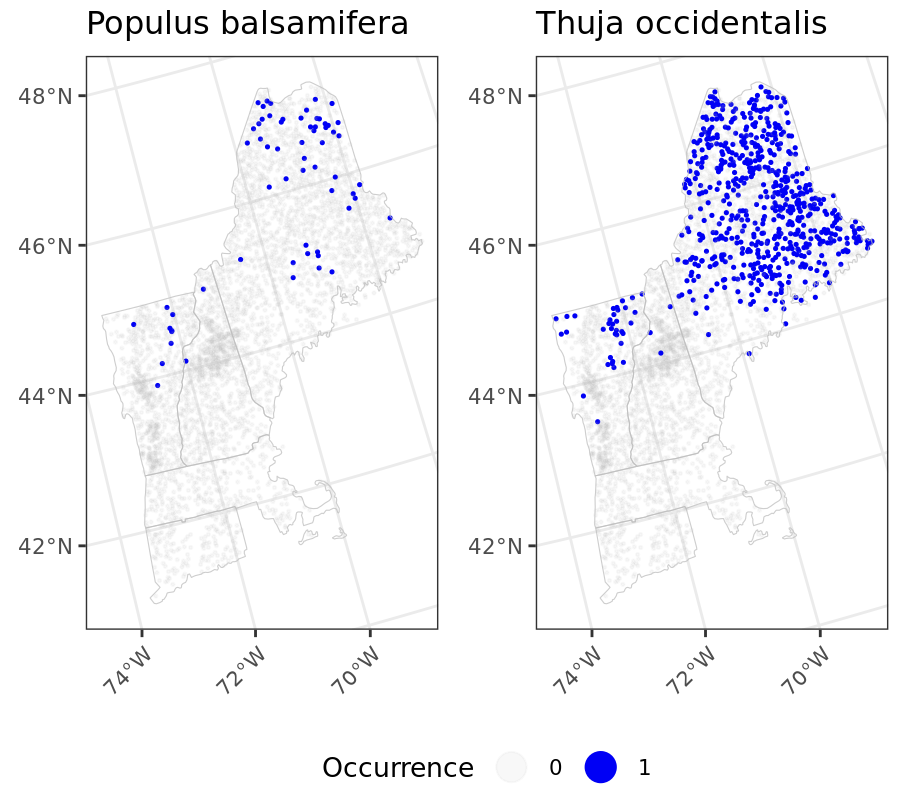 Populus balsamifera
Thuja occidentalis
48°N
46°N
44°N
42°N
74°W
72°W
70°W
48°N
46°N
44°N
42°N
74°W
72°W
70°W
Occurrence 0 1